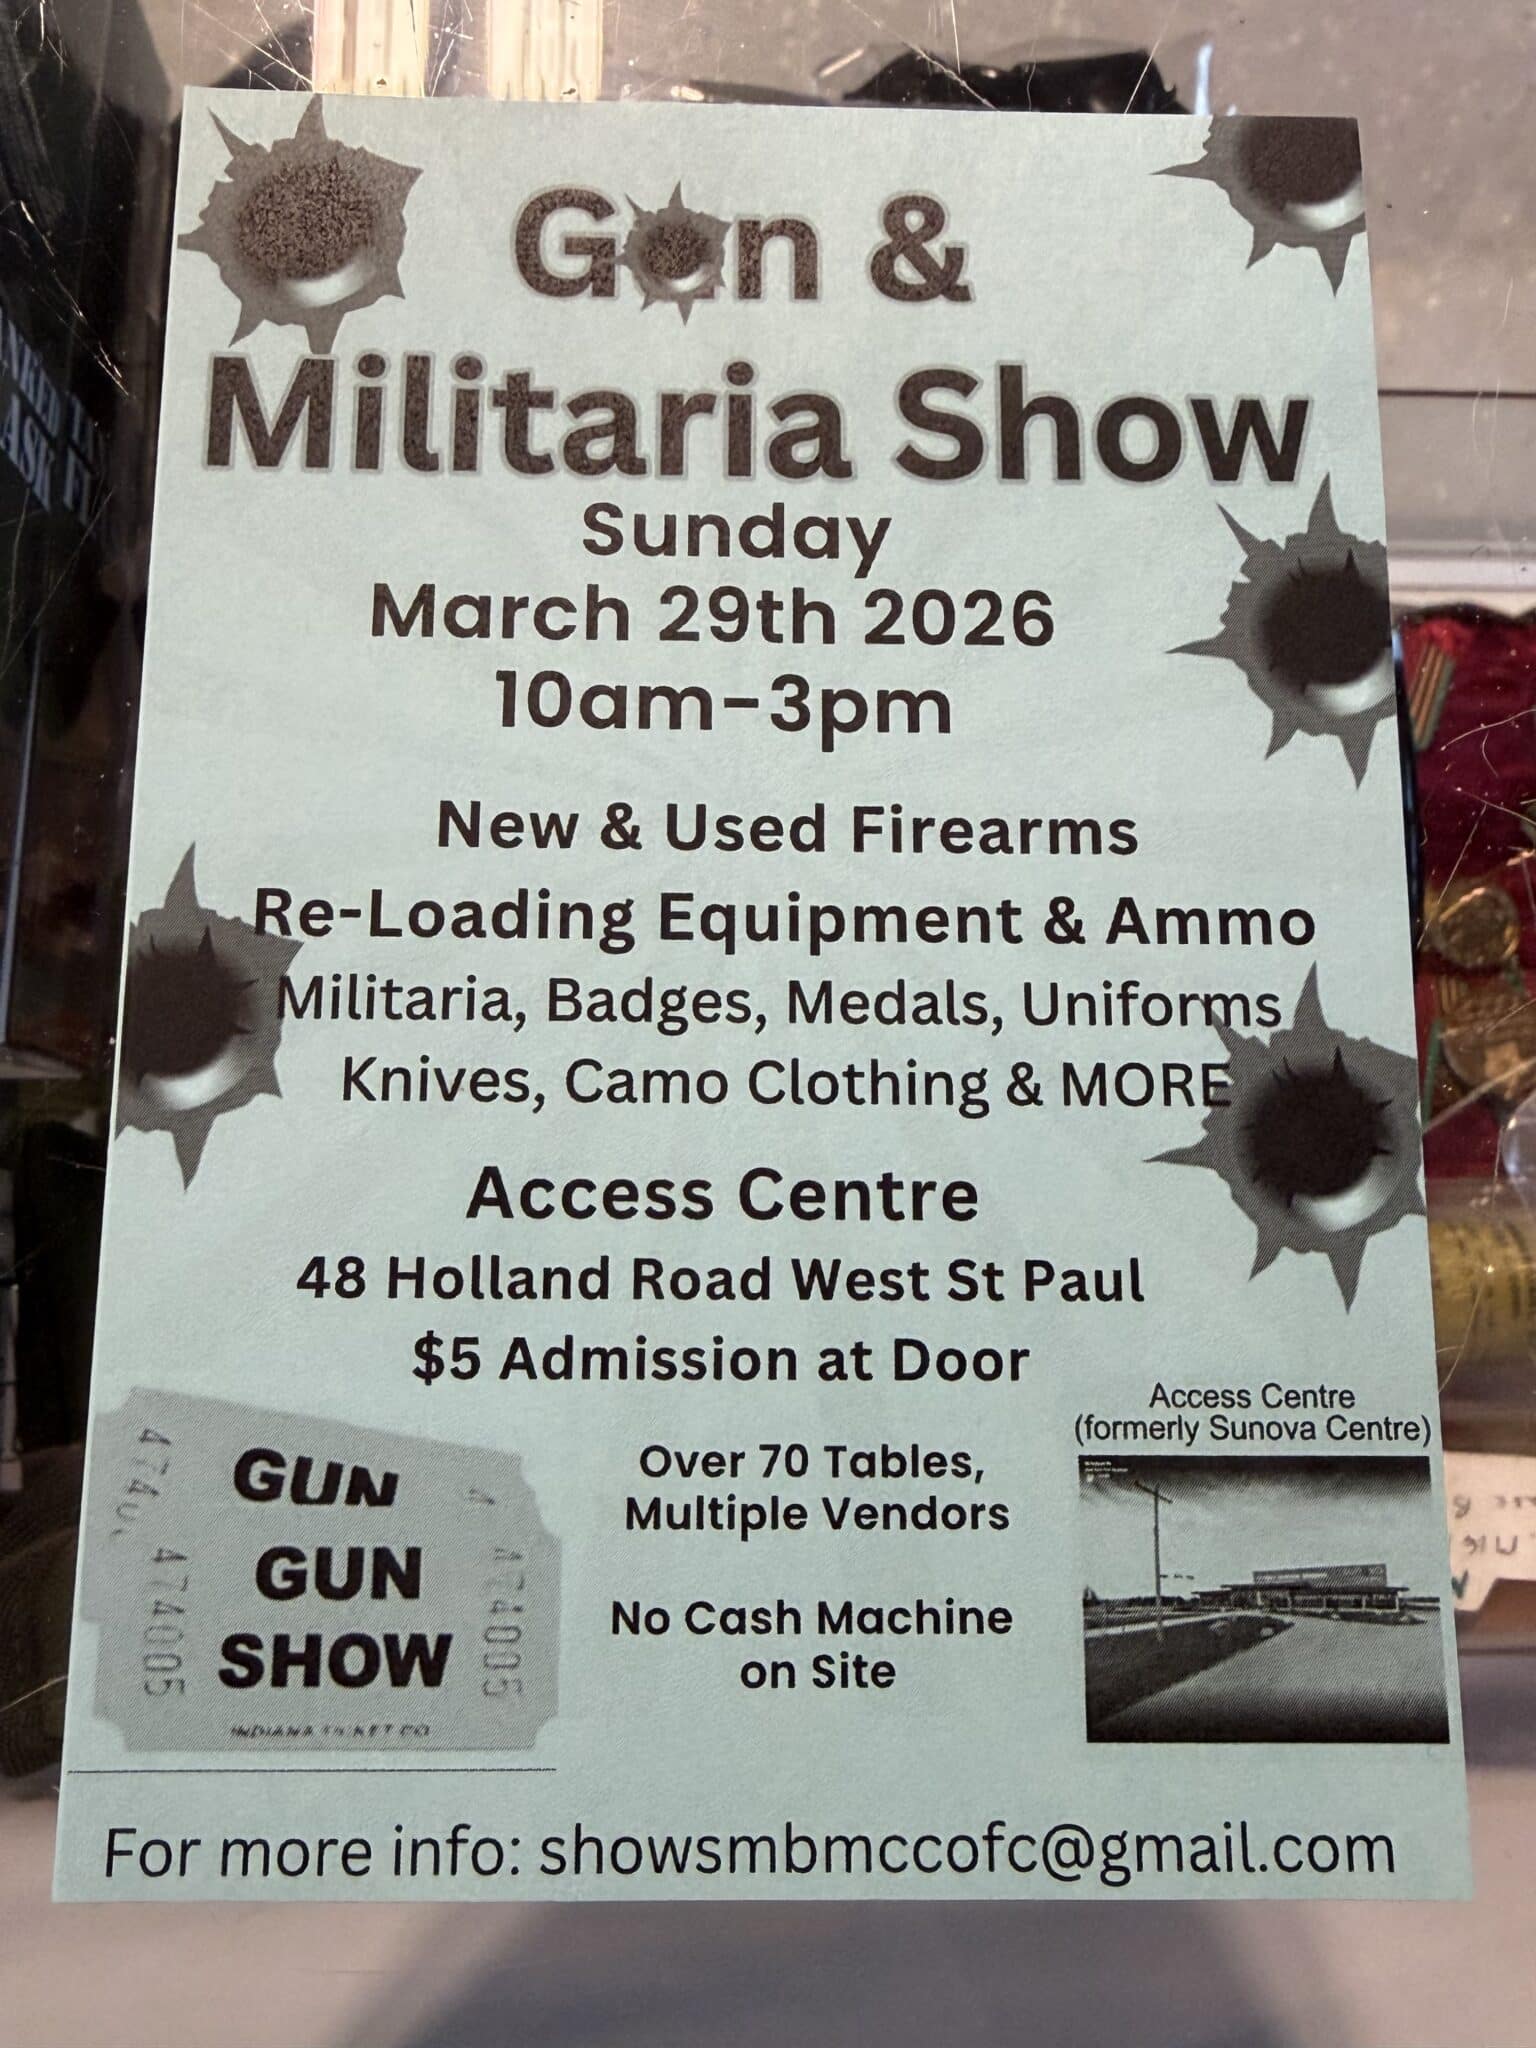 Gun &
Militaria Show
Sunday
March 29th 2026
10am-3pm
New & Used Firearms
Re-Loading Equipment & Ammo
Militaria, Badges, Medals, Uniforms
Knives, Camo Clothing & MORE
Access Centre
48 Holland Road West St Paul
$5 Admission at Door
GUN
GUN
SHOW
474005
474005
INDIANA TICKET CO
Over 70 Tables,
Multiple Vendors
No Cash Machine
on Site
Access Centre
(formerly Sunova Centre)
For more info: showsmbmccofc@gmail.com